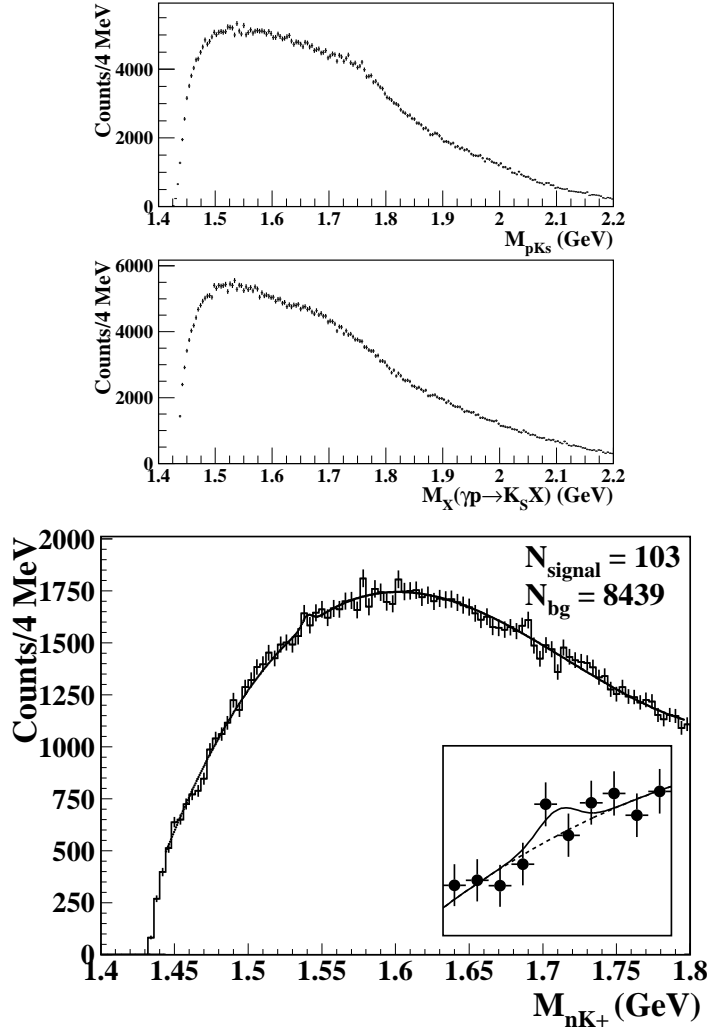 Counts/4 MeV
4000
2000
0
1.4 1.5 1.6 1.7 1.8 1.9 2 2.1 2.2
M_pKs (GeV)
Counts/4 MeV
6000
4000
2000
0
1.4 1.5 1.6 1.7 1.8 1.9 2 2.1 2.2
M_X(γp→K_SX) (GeV)
Counts/4 MeV
2000
1750
1500
1250
1000
750
500
250
0
N_signal = 103
N_bg = 8439
1.4 1.45 1.5 1.55 1.6 1.65 1.7 1.75 1.8
M_nK+ (GeV)